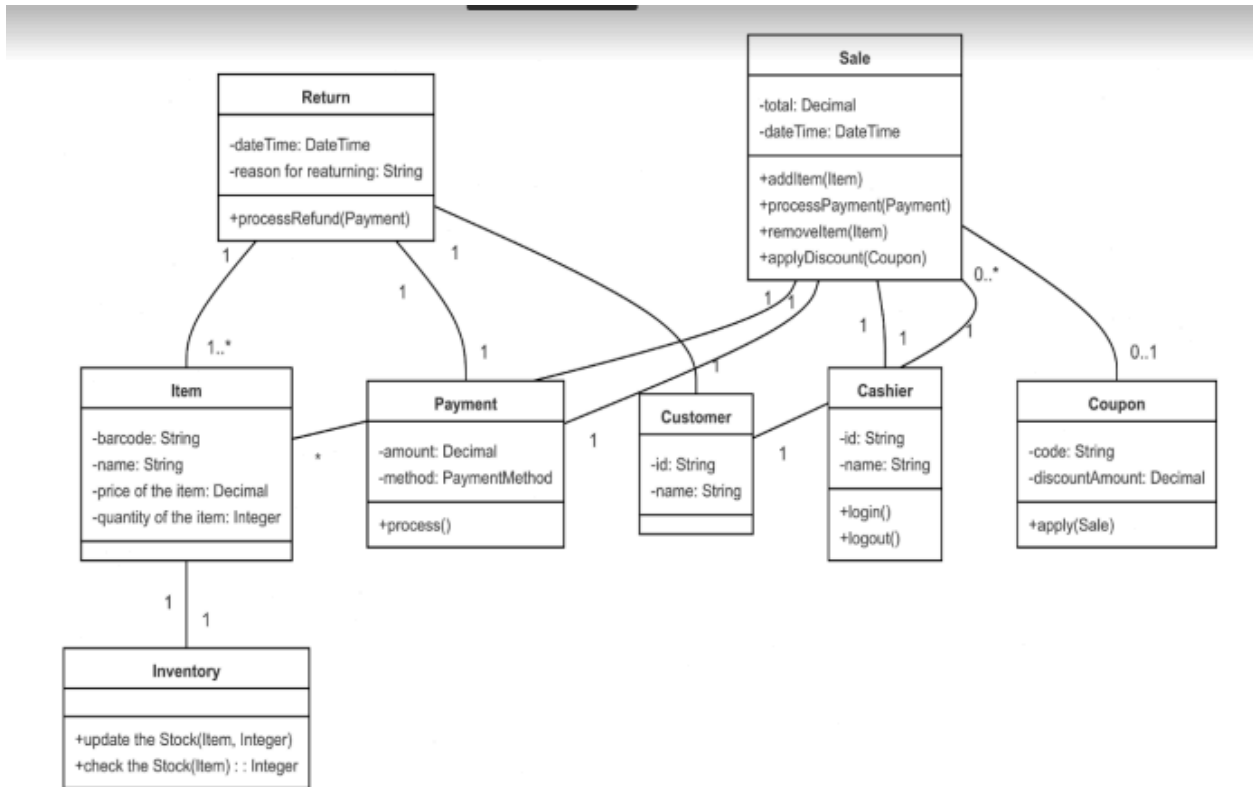 Sale
-total: Decimal
-dateTime: DateTime
+addItem(Item)
+processPayment(Payment)
+removeItem(Item)
+applyDiscount(Coupon)
Return
-dateTime: DateTime
-reason for reaturning: String
+processRefund(Payment)
1
1
1
1
1
1
1
1
0..*
1..*
1
1
0..1
Item
-barcode: String
-name: String
-price of the item: Decimal
-quantity of the item: Integer
*
Payment
-amount: Decimal
-method: PaymentMethod
+process()
1
Customer
-id: String
-name: String
1
Cashier
-id: String
-name: String
+login()
+logout()
Coupon
-code: String
-discountAmount: Decimal
+apply(Sale)
1
1
Inventory
+update the Stock(Item, Integer)
+check the Stock(Item) : : Integer